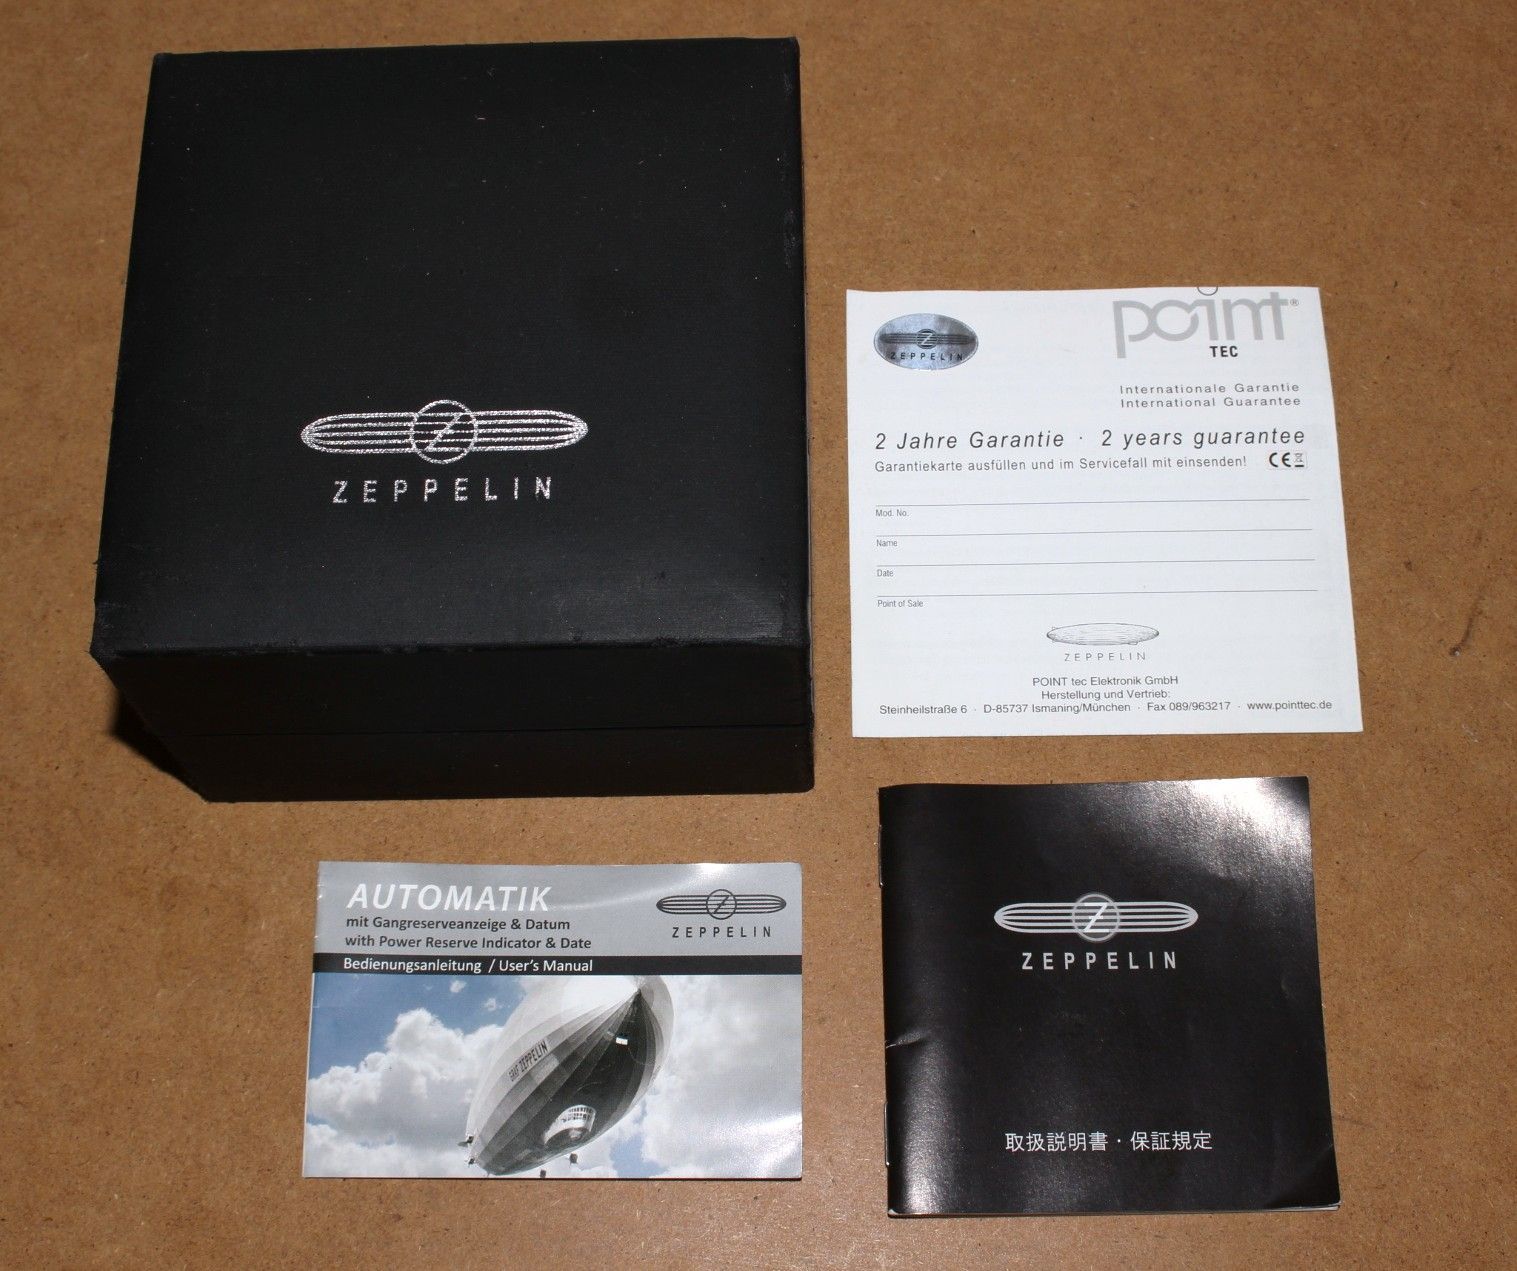 ZEPPELIN
ZEPPELIN
point®
TEC
Internationale Garantie
International Guarantee
2 Jahre Garantie · 2 years guarantee
Garantiekarte ausfüllen und im Servicefall mit einsenden! CE
Mod. No.
Name
Date
Point of Sale
ZEPPELIN
POINT tec Elektronik GmbH
Herstellung und Vertrieb:
Steinheilstraße 6 · D-85737 Ismaning/München · Fax 089/963217 · www.pointtec.de
AUTOMATIK
mit Gangreserveanzeige & Datum
with Power Reserve Indicator & Date
ZEPPELIN
Bedienungsanleitung / User's Manual
GRAF ZEPPELIN
Z
ZEPPELIN
取扱説明書・保証規定